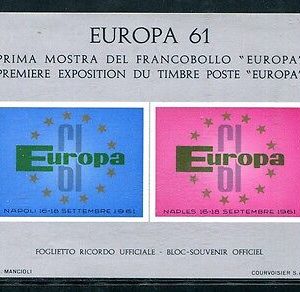 EUROPA 61
PRIMA MOSTRA DEL FRANCOBOLLO "EUROPA"
PREMIERE EXPOSITION DU TIMBRE POSTE "EUROPA"
61
Europa
NAPOLI 16-18 SETTEMBRE 1961
61
Europa
NAPLES 16-18 SEPTEMBRE 1961
FOGLIETTO RICORDO UFFICIALE - BLOC-SOUVENIR OFFICIEL
MANCIOLI
COURVOISIER S.A